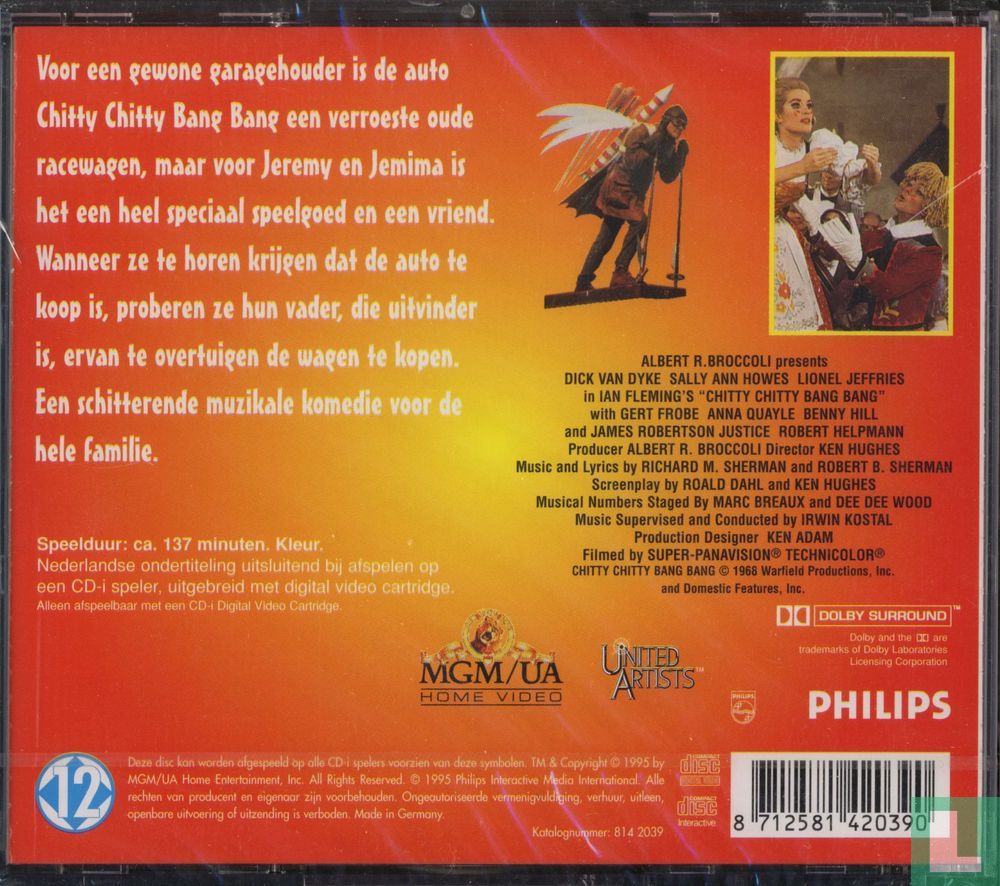 Voor een gewone garagehouder is de auto
Chitty Chitty Bang Bang een verroeste oude
racewagen, maar voor Jeremy en Jemima is
het een heel speciaal speelgoed en een vriend.
Wanneer ze te horen krijgen dat de auto te
koop is, proberen ze hun vader, die uitvinder
is, ervan te overtuigen de wagen te kopen.
Een schitterende muzikale komedie voor de
hele familie.
Speelduur: ca. 137 minuten. Kleur.
Nederlandse ondertiteling uitsluitend bij afspelen op
een CD-i speler, uitgebreid met digital video cartridge.
Alleen afspeelbaar met een CD-i Digital Video Cartridge.
ALBERT R.BROCCOLI presents
DICK VAN DYKE SALLY ANN HOWES LIONEL JEFFRIES
in IAN FLEMING'S "CHITTY CHITTY BANG BANG"
with GERT FROBE ANNA QUAYLE BENNY HILL
and JAMES ROBERTSON JUSTICE ROBERT HELPMANN
Producer ALBERT R. BROCCOLI Director KEN HUGHES
Music and Lyrics by RICHARD M. SHERMAN and ROBERT B. SHERMAN
Screenplay by ROALD DAHL and KEN HUGHES
Musical Numbers Staged By MARC BREAUX and DEE DEE WOOD
Music Supervised and Conducted by IRWIN KOSTAL
Production Designer KEN ADAM
Filmed by SUPER-PANAVISION® TECHNICOLOR®
CHITTY CHITTY BANG BANG © 1968 Warfield Productions, Inc.
and Domestic Features, Inc.
DOLBY SURROUND™
Dolby and the DD are
trademarks of Dolby Laboratories
Licensing Corporation
MGM/UA
HOME VIDEO
UNITED
ARTISTS™
PHILIPS
PHILIPS
12
Deze disc kan worden afgespeeld op alle CD-i spelers voorzien van deze symbolen. TM & Copyright © 1995 by
MGM/UA Home Entertainment, Inc. All Rights Reserved. © 1995 Philips Interactive Media International. Alle
rechten van producent en eigenaar zijn voorbehouden. Ongeautoriseerde vermenigvuldiging, verhuur, uitleen,
openbare uitvoering of uitzending is verboden. Made in Germany.
Katalognummer: 814 2039
COMPACT
disc
COMPACT
disc
Interactive
8 712581 420390